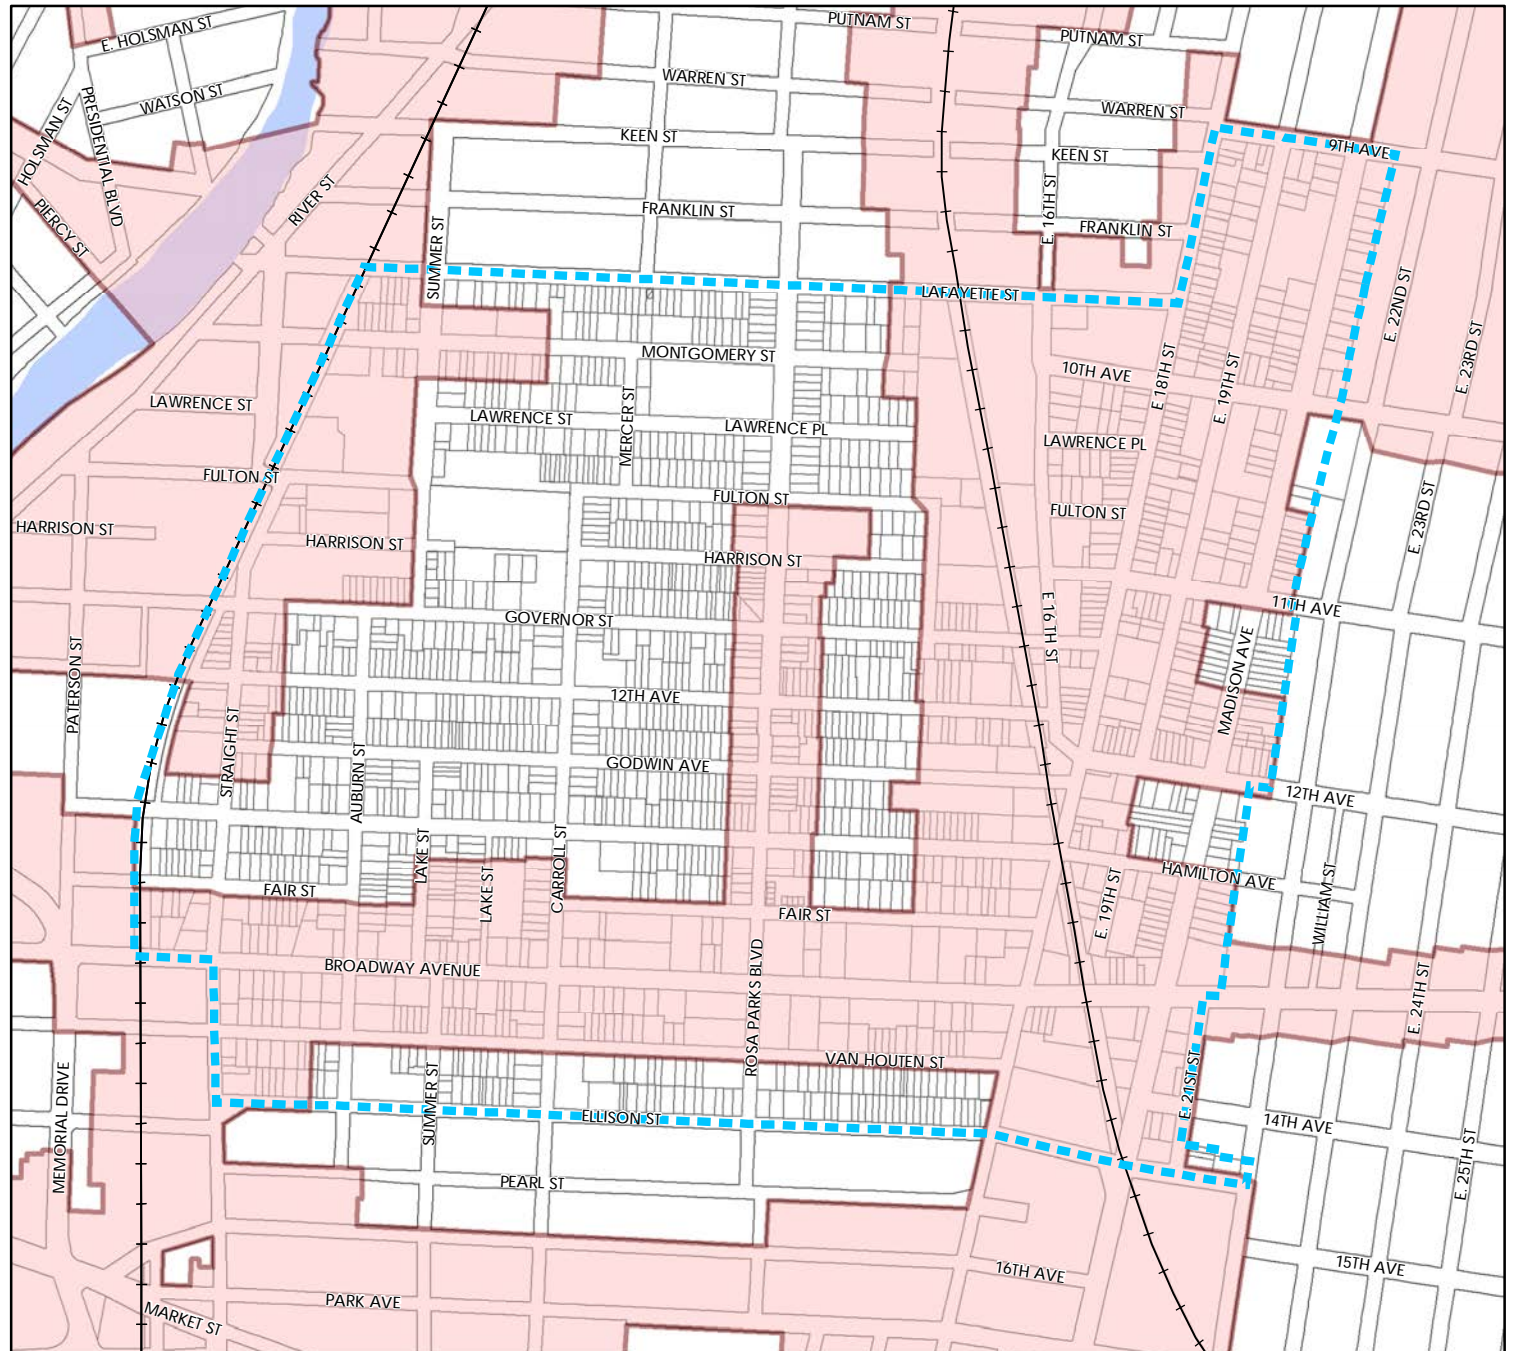 PUTNAM ST
E. HOLSMAN ST
PUTNAM ST
WARREN ST
WATSON ST
WARREN ST
PRESIDENTIAL BLVD
HOLSMAN ST
KEEN ST
9TH AVE
KEEN ST
RIVER ST
E. 16TH ST
FRANKLIN ST
PIERCY ST
FRANKLIN ST
SUMMER ST
LAFAYETTE ST
E. 22ND ST
MONTGOMERY ST
10TH AVE
E 18TH ST
E. 19TH ST
E. 23RD ST
LAWRENCE ST
LAWRENCE ST
MERCER ST
LAWRENCE PL
LAWRENCE PL
FULTON ST
FULTON ST
FULTON ST
E. 23RD ST
HARRISON ST
HARRISON ST
HARRISON ST
GOVERNOR ST
11TH AVE
E 16 TH ST
PATERSON ST
MADISON AVE
12TH AVE
STRAIGHT ST
AUBURN ST
GODWIN AVE
12TH AVE
LAKE ST
CARROLL ST
LAKE ST
FAIR ST
HAMILTON AVE
E. 19TH ST
WILLIAM ST
FAIR ST
BROADWAY AVENUE
ROSA PARKS BLVD
E. 24TH ST
VAN HOUTEN ST
MEMORIAL DRIVE
SUMMER ST
E. 21ST ST
ELLISON ST
14TH AVE
E. 25TH ST
PEARL ST
16TH AVE
15TH AVE
PARK AVE
MARKET ST